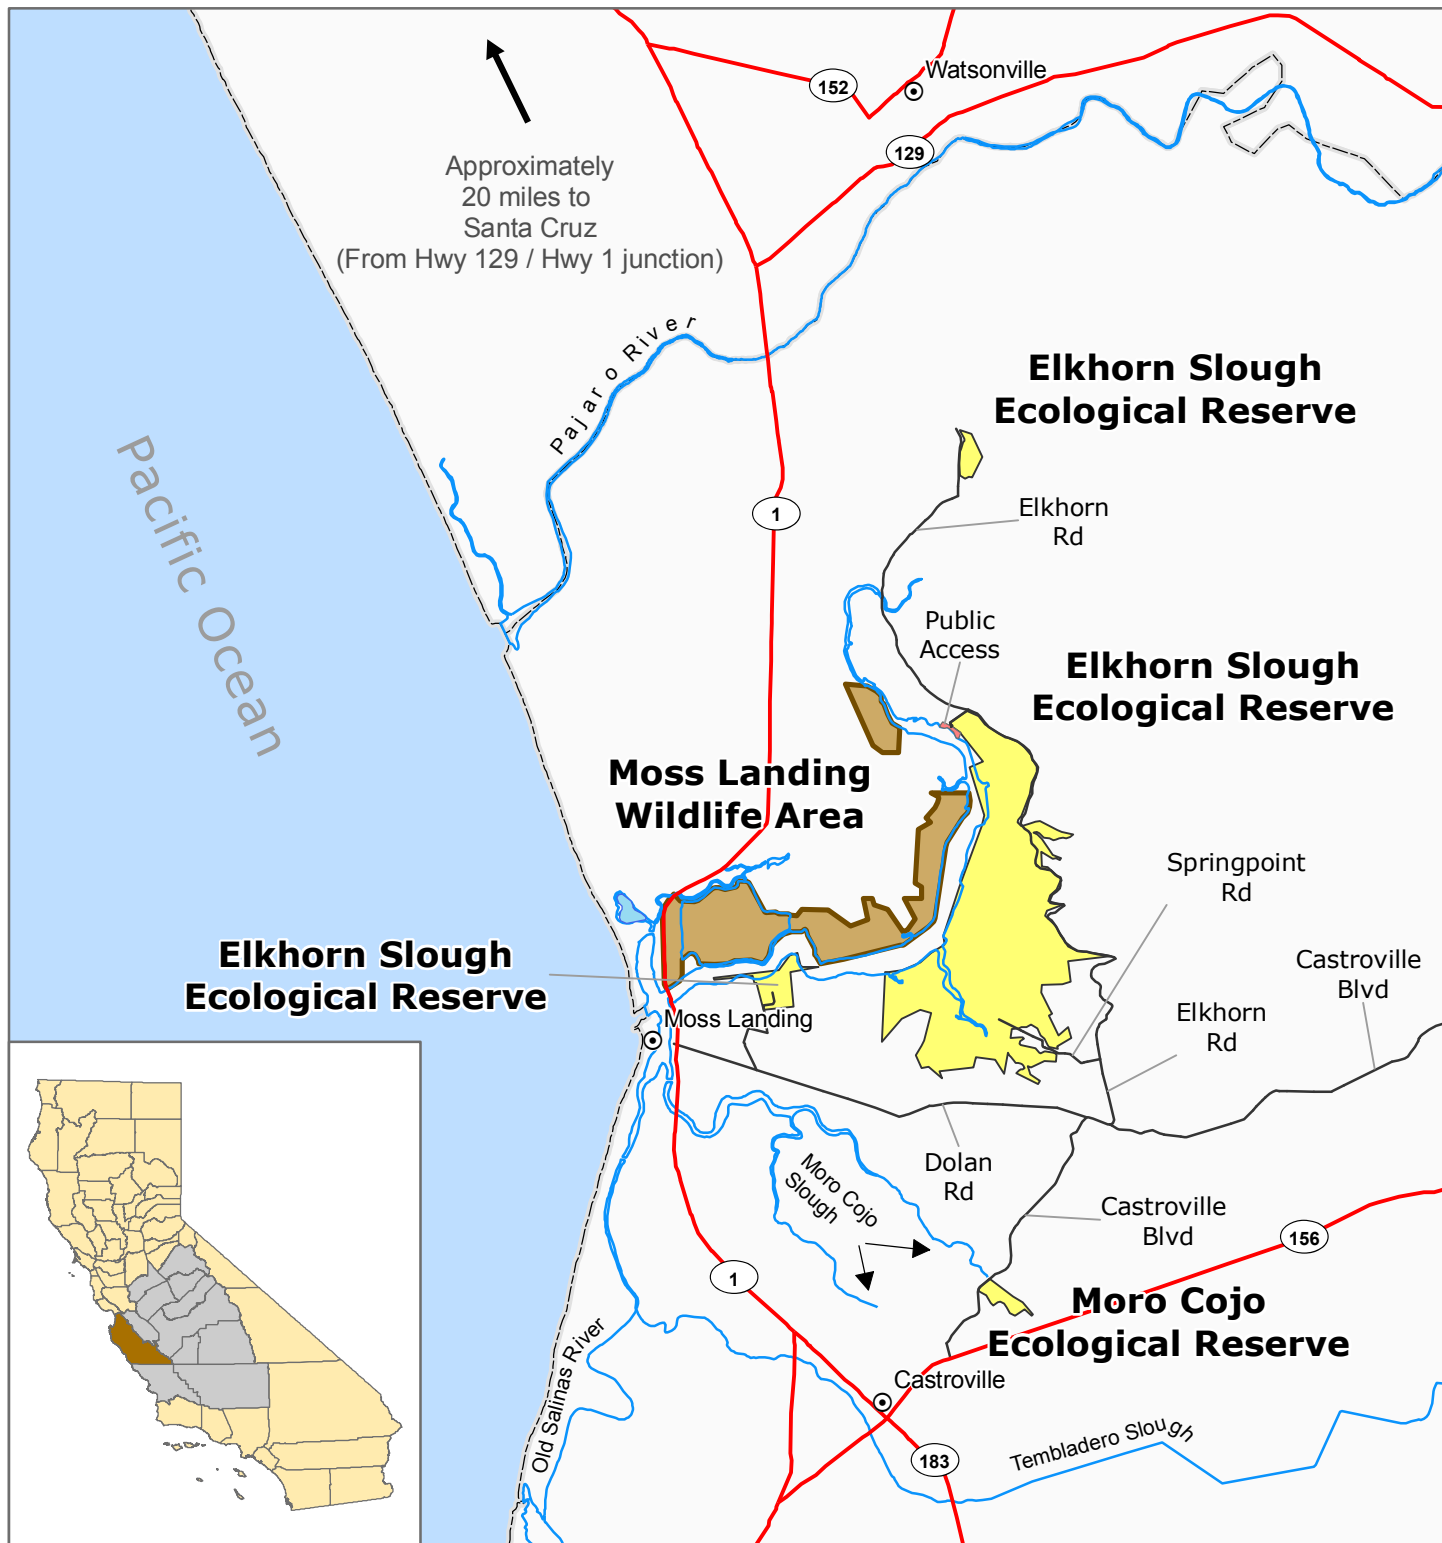 Watsonville
152
129
Approximately
20 miles to
Santa Cruz
(From Hwy 129 / Hwy 1 junction)
Pajaro River
Elkhorn Slough
Ecological Reserve
Pacific Ocean
1
Elkhorn
Rd
Public
Access
Elkhorn Slough
Ecological Reserve
Moss Landing
Wildlife Area
Springpoint
Rd
Elkhorn Slough
Ecological Reserve
Castroville
Blvd
Elkhorn
Rd
Moss Landing
Dolan
Rd
Moro Cojo
Slough
Castroville
Blvd
156
1
Moro Cojo
Ecological Reserve
Old Salinas River
Castroville
Tembladero Slough
183